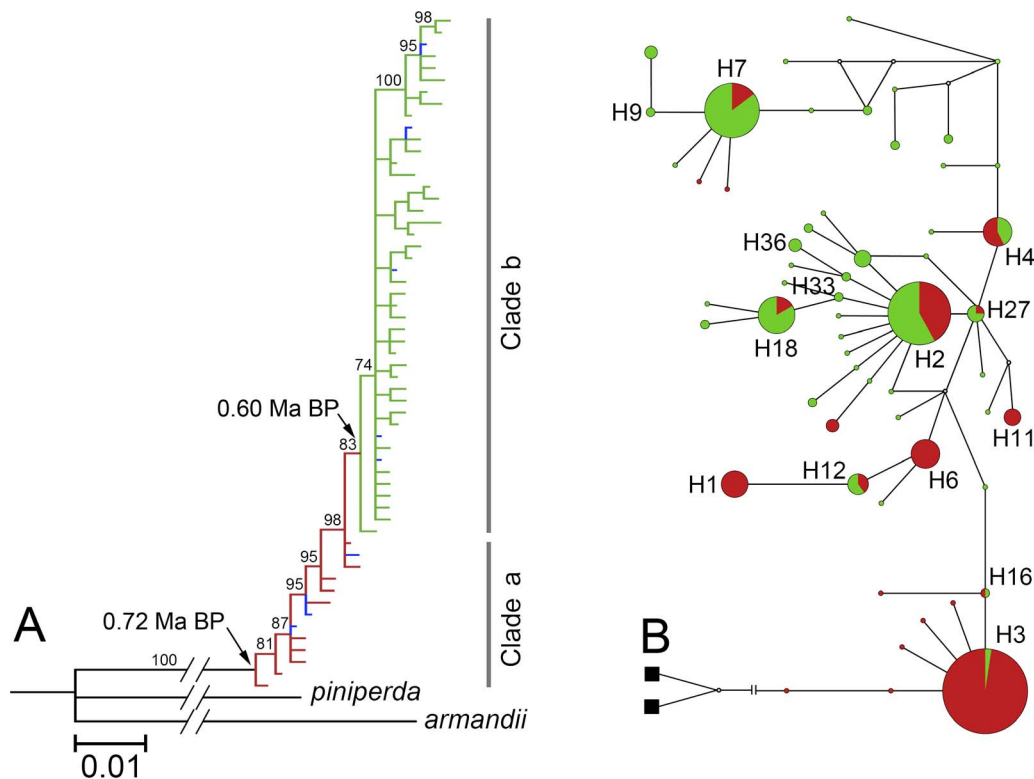 98
95
100
74
0.60 Ma BP
83
98
95
95
87
0.72 Ma BP
81
100
A
piniperda
armandii
0.01
Clade b
Clade a
H7
H9
H4
H36
H33
H27
H18
H2
H11
H12
H6
H1
H16
H3
B